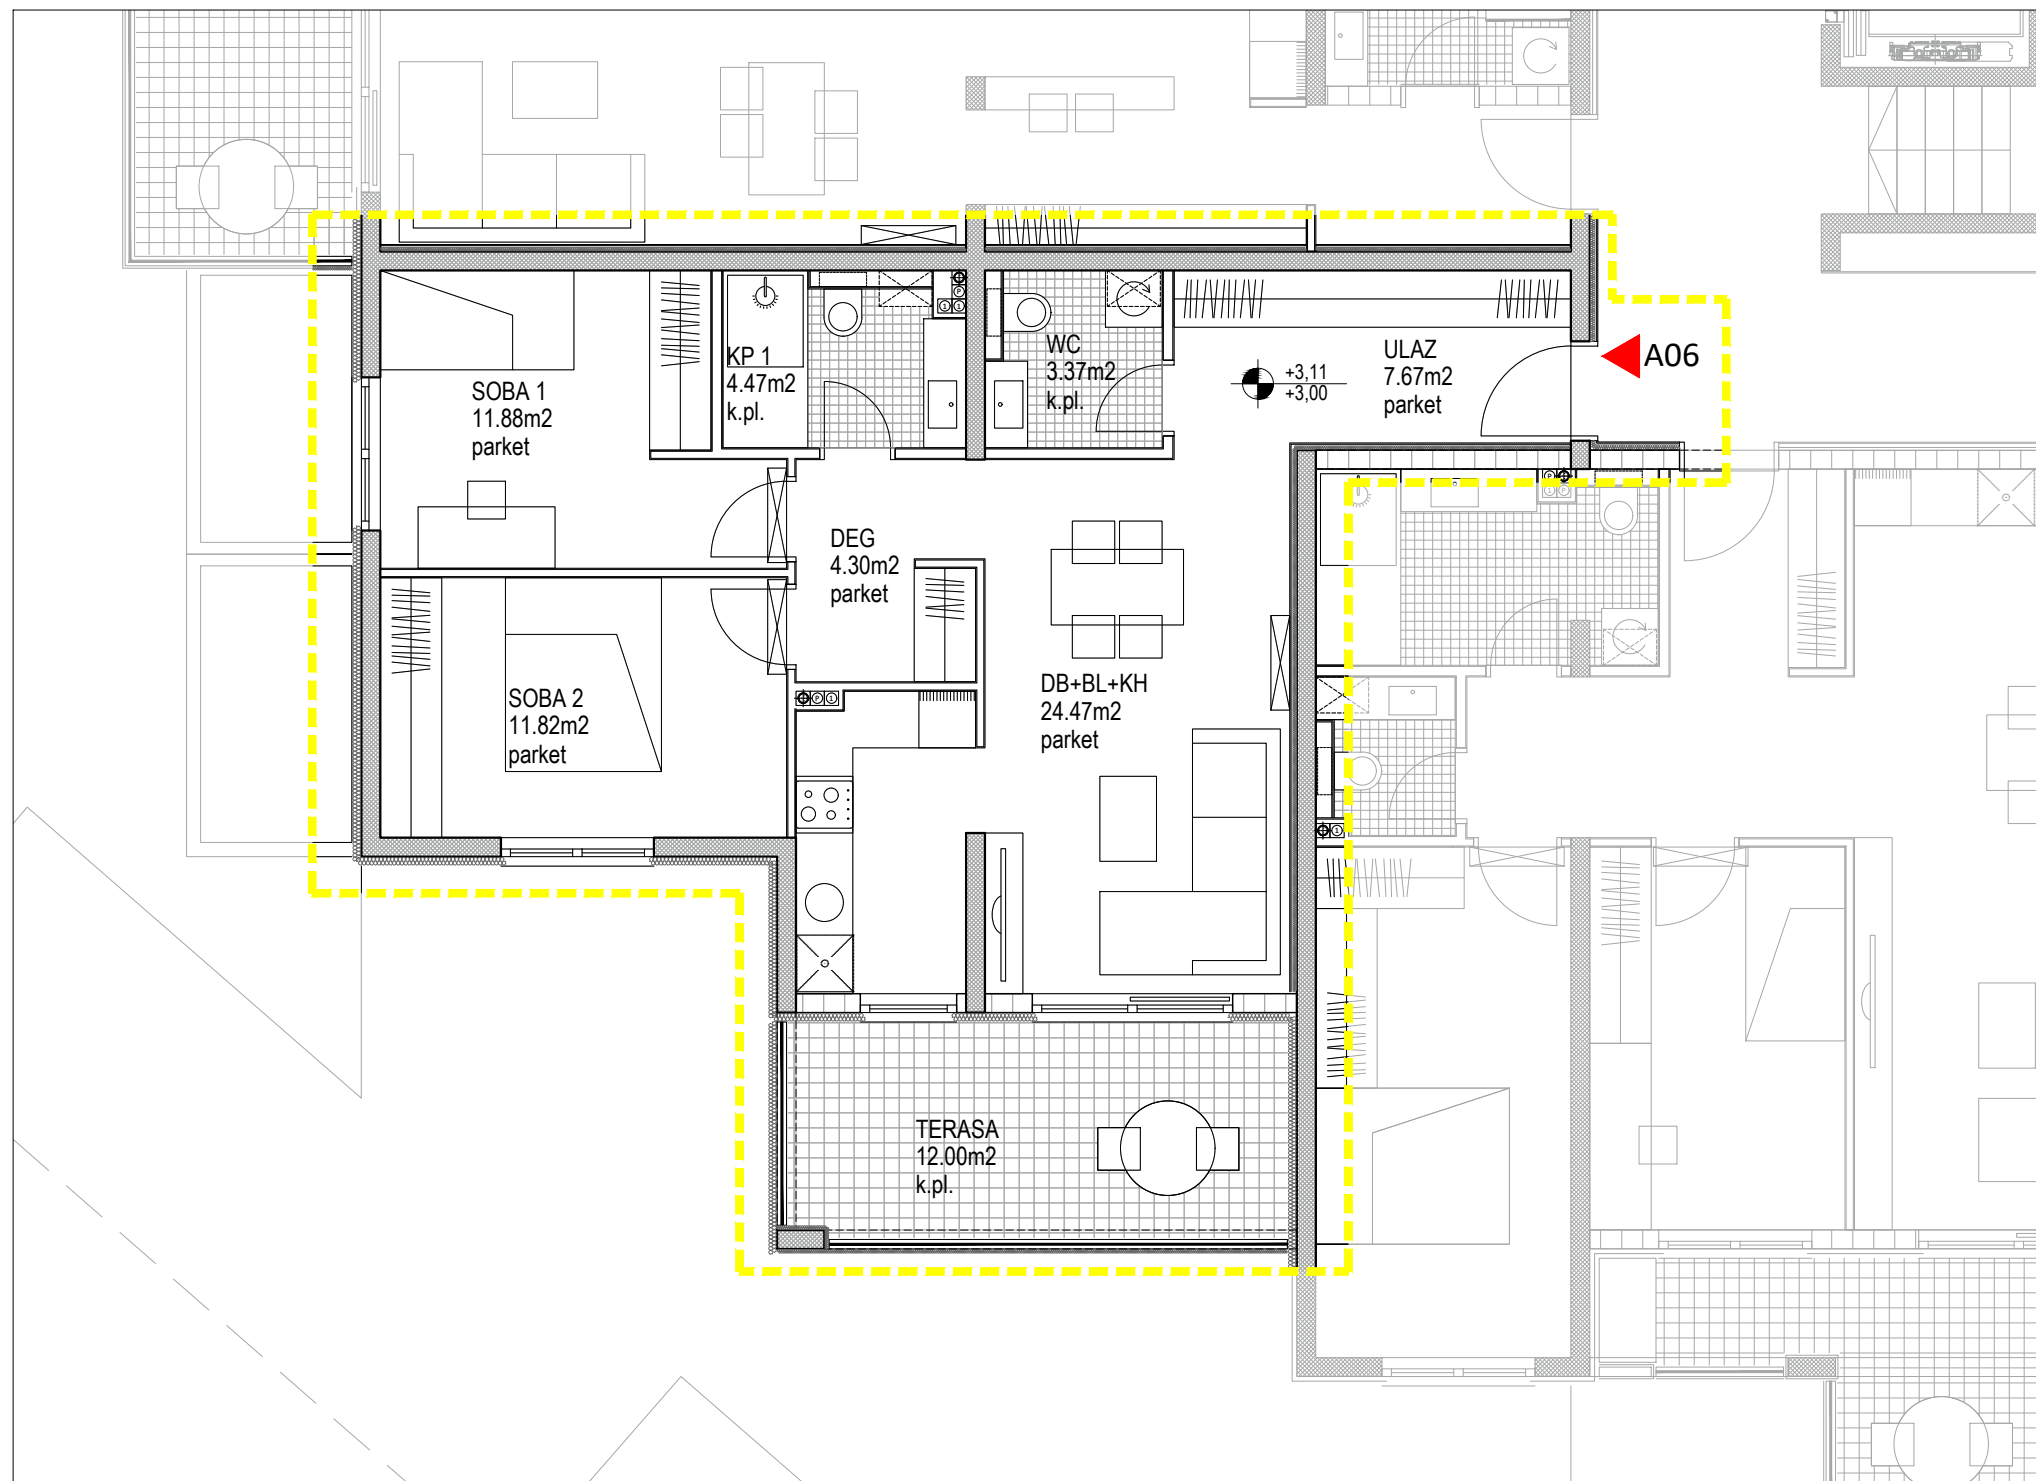 KP 1
4.47m2
k.pl.
WC
3.37m2
k.pl.
+3,11
+3,00
ULAZ
7.67m2
parket
A06
SOBA 1
11.88m2
parket
DEG
4.30m2
parket
SOBA 2
11.82m2
parket
DB+BL+KH
24.47m2
parket
TERASA
12.00m2
k.pl.